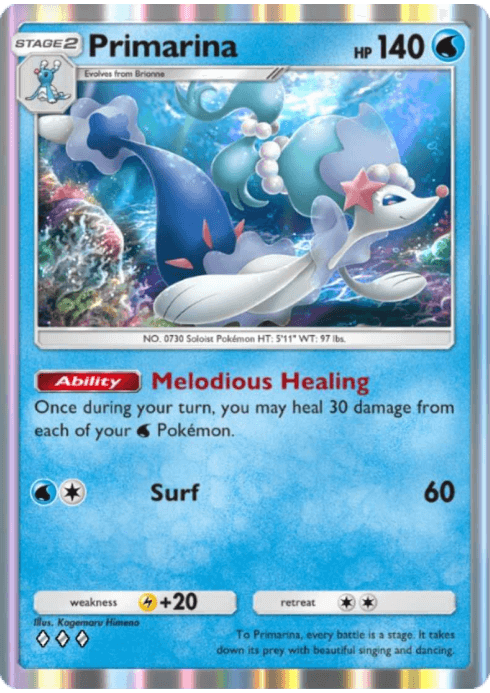 STAGE 2 Primarina HP 140
Evolves from Brionne
NO. 0730 Soloist Pokémon HT: 5'11" WT: 97 lbs.
Ability Melodious Healing
Once during your turn, you may heal 30 damage from
each of your Pokémon.
Surf 60
weakness +20 retreat
Illus. Kagemaru Himeno
To Primarina, every battle is a stage. It takes
down its prey with beautiful singing and dancing.